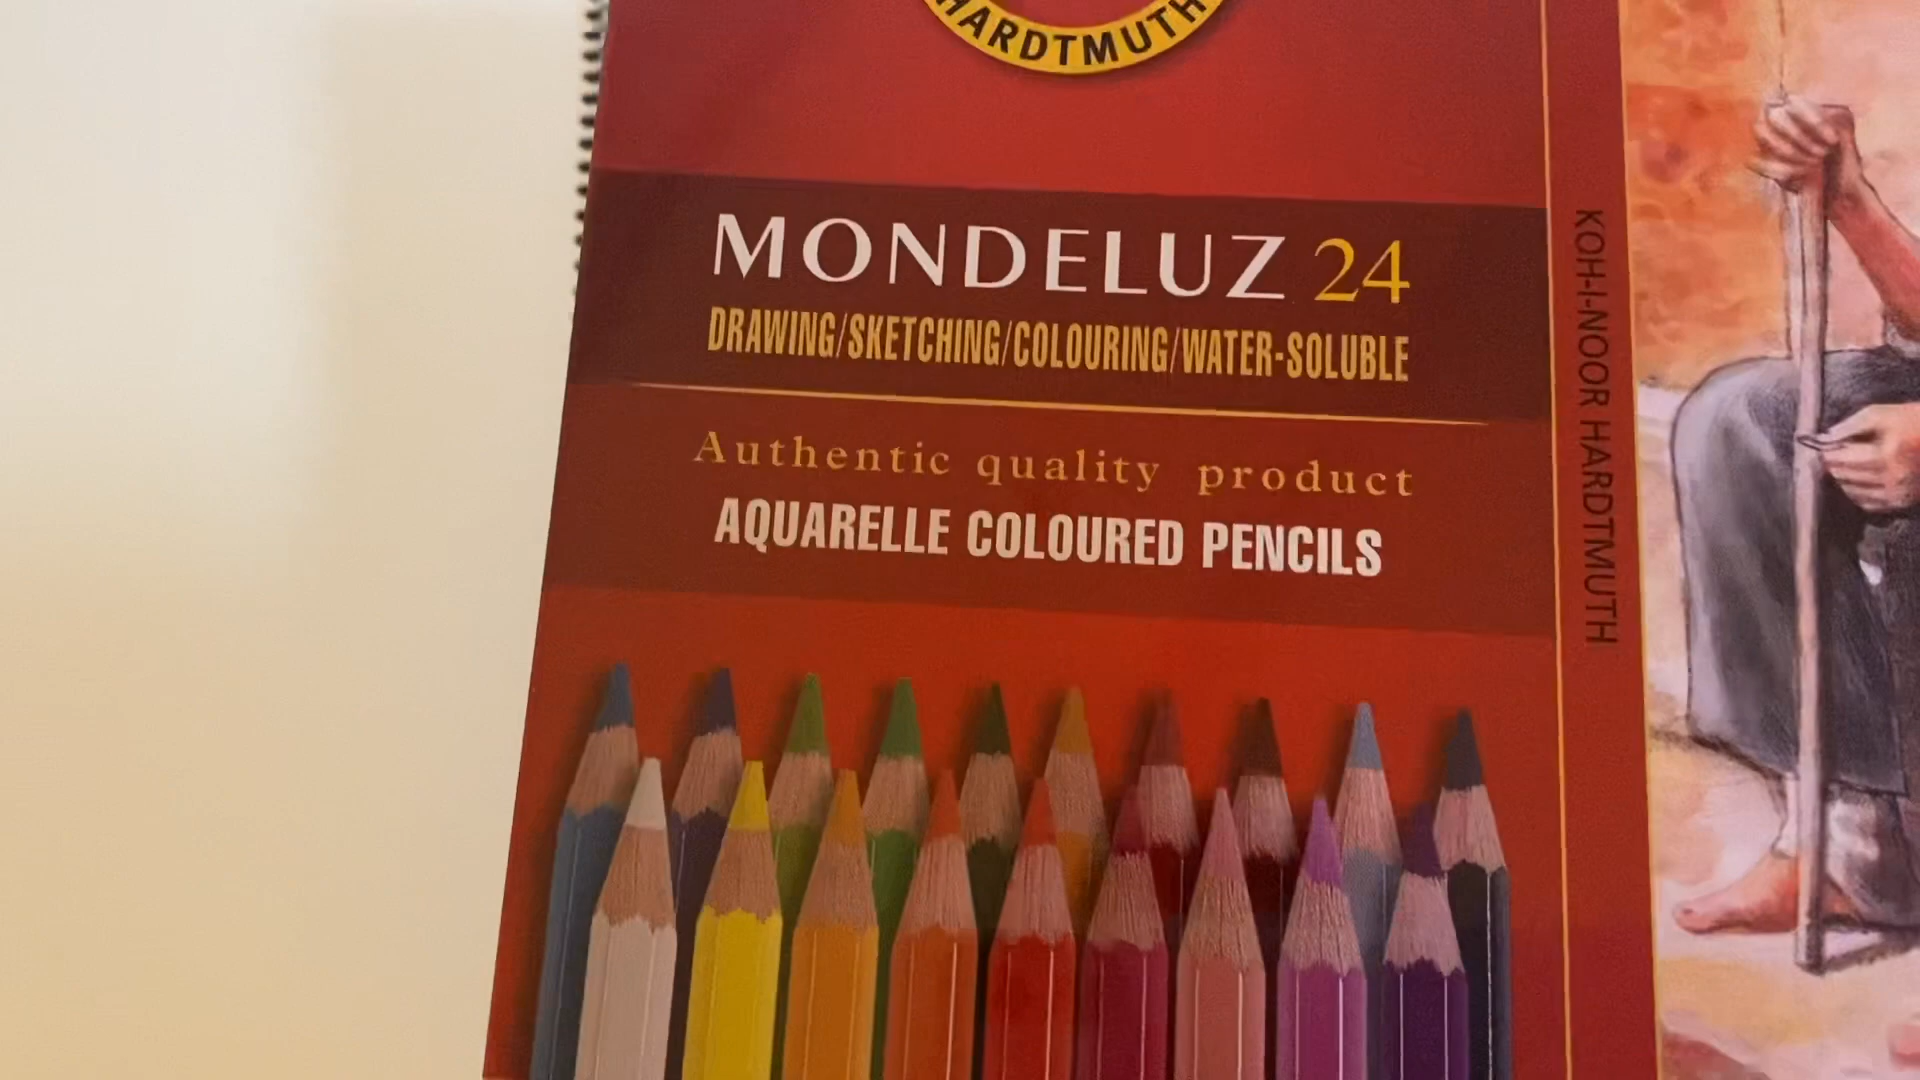 HARDTMUTH
MONDELUZ 24
DRAWING/SKETCHING/COLOURING/WATER-SOLUBLE
Authentic quality product
AQUARELLE COLOURED PENCILS
KOH-I-NOOR HARDTMUTH